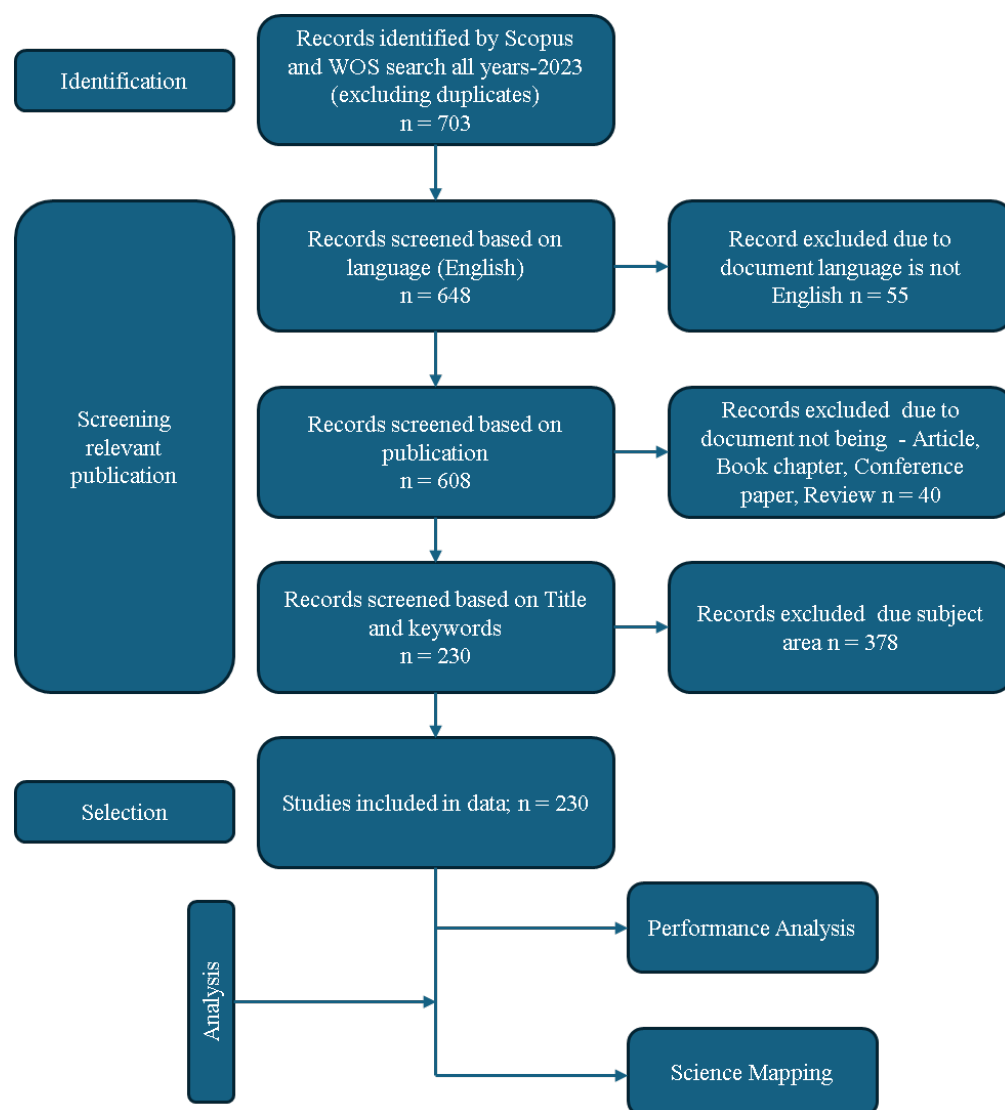 Identification
Records identified by Scopus
and WOS search all years-2023
(excluding duplicates)
n = 703
Screening
relevant
publication
Records screened based on
language (English)
n = 648
Record excluded due to
document language is not
English n = 55
Records screened based on
publication
n = 608
Records excluded due to
document not being - Article,
Book chapter, Conference
paper, Review n = 40
Records screened based on Title
and keywords
n = 230
Records excluded due subject
area n = 378
Selection
Studies included in data; n = 230
Analysis
Performance Analysis
Science Mapping